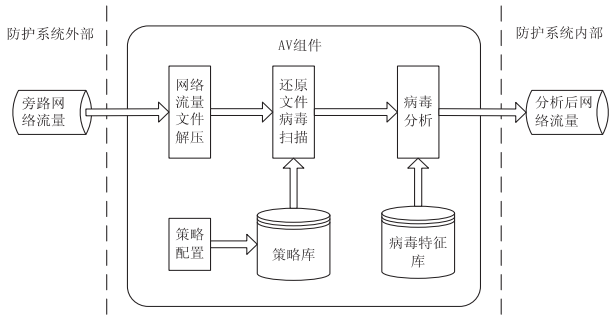 防护系统外部
AV组件
防护系统内部
旁路网
络流量
网络
流量
文件
解压
还原
文件
病毒
扫描
病毒
分析
分析后网
络流量
策略
配置
策略库
病毒特征
库